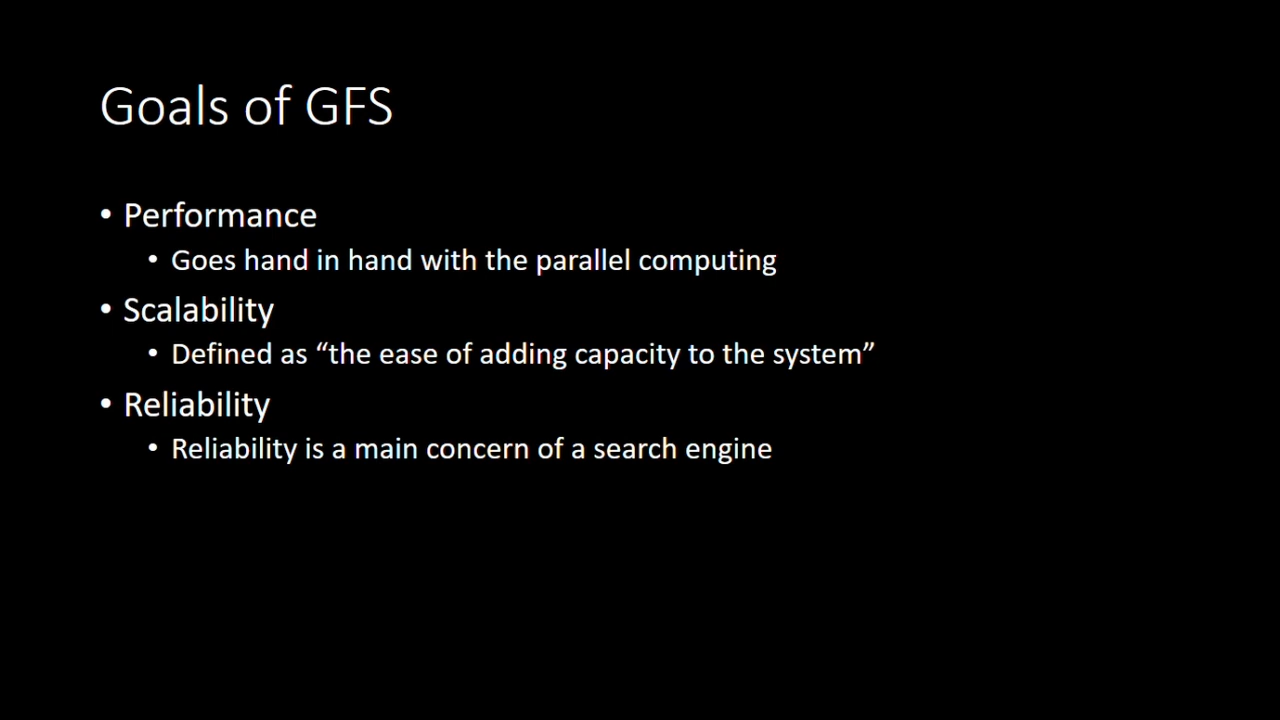 Goals of GFS
• Performance
• Goes hand in hand with the parallel computing
• Scalability
• Defined as “the ease of adding capacity to the system”
• Reliability
• Reliability is a main concern of a search engine